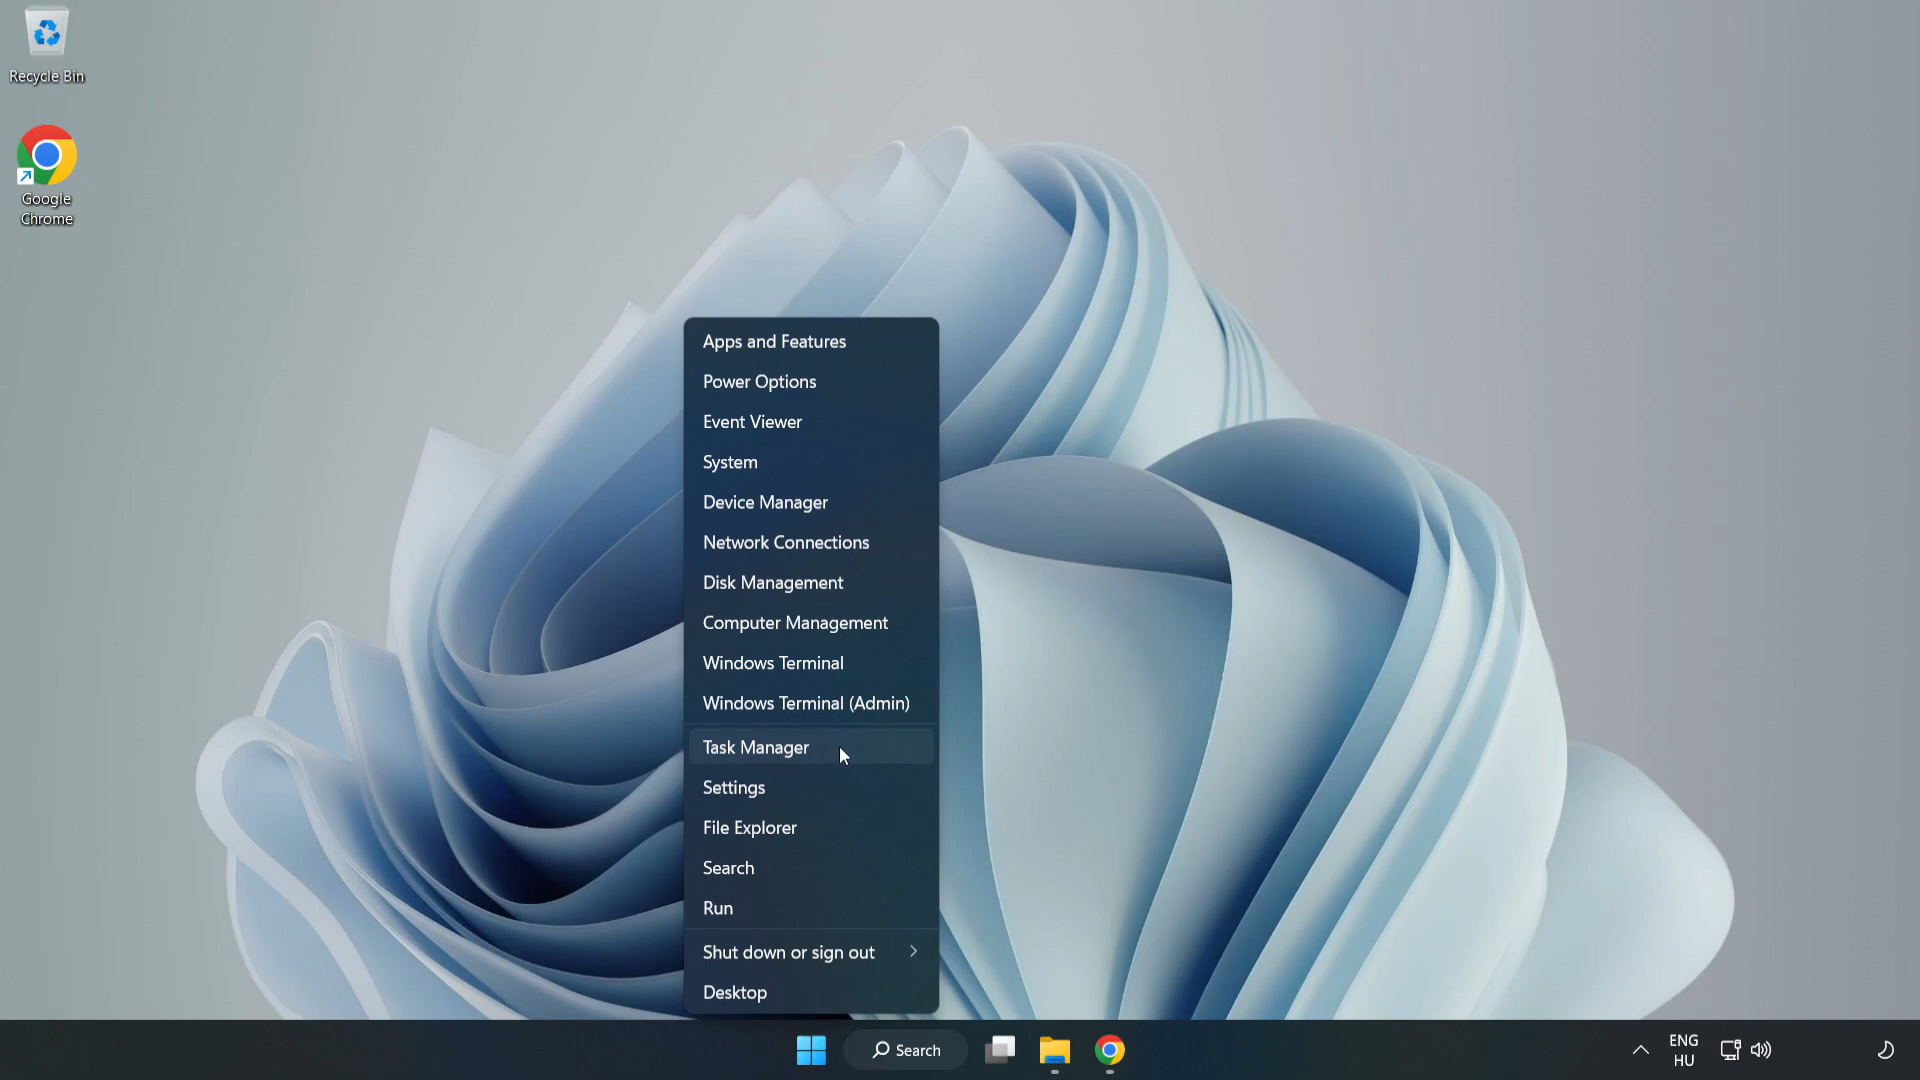 Recycle Bin
Google
Chrome
Apps and Features
Power Options
Event Viewer
System
Device Manager
Network Connections
Disk Management
Computer Management
Windows Terminal
Windows Terminal (Admin)
Task Manager
Settings
File Explorer
Search
Run
Shut down or sign out
Desktop
Search
ENG
HU